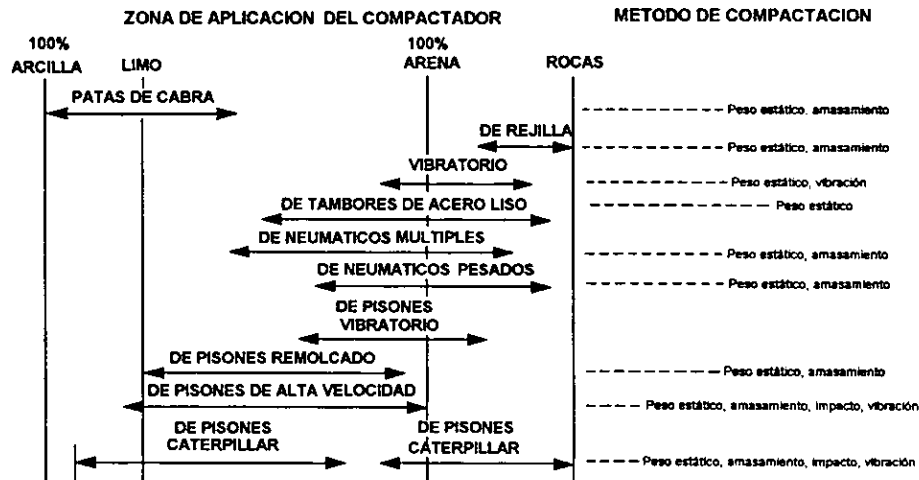 ZONA DE APLICACION DEL COMPACTADOR
METODO DE COMPACTACION
100%
ARCILLA
LIMO
100%
ARENA
ROCAS
PATAS DE CABRA
Peso estático, amasamiento
DE REJILLA
Peso estático, amasamiento
VIBRATORIO
Peso estático, vibración
DE TAMBORES DE ACERO LISO
Peso estático
DE NEUMATICOS MULTIPLES
Peso estático, amasamiento
DE NEUMATICOS PESADOS
Peso estático, amasamiento
DE PISONES
VIBRATORIO
DE PISONES REMOLCADO
Peso estático, amasamiento
DE PISONES DE ALTA VELOCIDAD
Peso estático, amasamiento, impacto, vibración
DE PISONES
CATERPILLAR
DE PISONES
CATERPILLAR
Peso estático, amasamiento, impacto, vibración